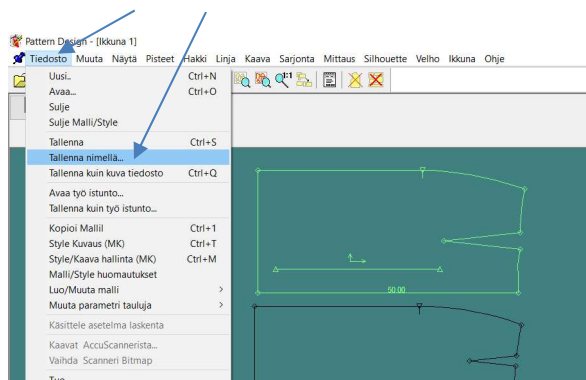 Pattern Design - [Ikkuna 1]
Tiedosto Muuta Näytä Pisteet Hakki Linja Kaava Sarjonta Mittaus Silhouette Velho Ikkuna Ohje
Uusi.. Ctrl+N
Avaa... Ctrl+O
Sulje
Sulje Malli/Style
Tallenna Ctrl+S
Tallenna nimellä...
Tallenna kuin kuva tiedosto Ctrl+Q
Avaa työ istunto...
Tallenna kuin työ istunto...
Kopioi Mallil Ctrl+1
Style Kuvaus (MK) Ctrl+T
Style/Kaava hallinta (MK) Ctrl+M
Malli/Style huomautukset
Luo/Muuta malli
Muuta parametri tauluja
Käsittele asetelma laskenta
Kaavat AccuScannerista...
Vaihda Scanneri Bitmap
1:1
50.00